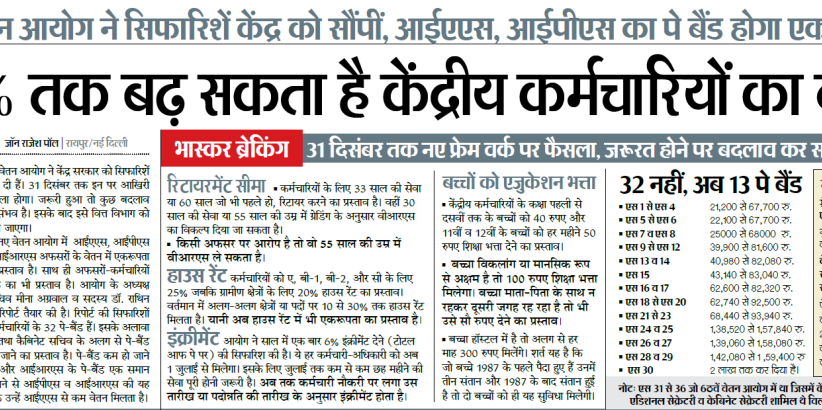 आयोग ने सिफारिशें केंद्र को सौंपीं, आईएएस, आईपीएस का पे बैंड होगा एक
% तक बढ़ सकता है केंद्रीय कर्मचारियों का
जॉन राजेश पॉल | रायपुर/नई दिल्ली
वेतन आयोग ने केंद्र सरकार को सिफारिशें
दी हैं। 31 दिसंबर तक इन पर आखिरी
होगा। जरूरी हुआ तो कुछ बदलाव
संभव है। इसके बाद इसे वित्त विभाग को
जाएगा।
नए वेतन आयोग में आईएएस, आईपीएस
आईआरएफएस अफसरों के वेतन में एकरूपता
प्रस्ताव है। साथ ही अफसरों-कर्मचारियों
का भी प्रस्ताव है। आयोग के अध्यक्ष
मीना अग्रवाल व सदस्य डॉ. राथिन
रिपोर्ट तैयार की है। रिपोर्ट की सिफारिशों
कर्मचारियों के 32 पे-बैंड हैं। इसके अलावा
तथा कैबिनेट सचिव के अलग से पे-बैंड
जाने का प्रस्ताव है। पे-बैंड कम हो जाने
और आईआरएस के पे-बैंड एक समान
से आईपीएस व आईआरएस की यह
उन्हें आईएएस से कम वेतन मिलता है।
भास्कर ब्रेकिंग
31 दिसंबर तक नए फ्रेम वर्क पर फैसला, जरूरत होने पर बदलाव कर
रिटायरमेंट सीमा ▪ कर्मचारियों के लिए 33 साल की सेवा
या 60 साल जो भी पहले हो, रिटायर करने का प्रस्ताव है। वहीं 30
साल की सेवा या 55 साल की उम्र में ग्रेडिंग के अनुसार वीआरएस
का विकल्प दिया जा सकता है।
▪ किसी अफसर पर आरोप है तो वो 55 साल की उम्र में
वीआरएस ले सकता है।
हाउस रेंट कर्मचारियों को ए, बी-1, बी-2, और सी के लिए
25% जबकि ग्रामीण क्षेत्रों के लिए 20% हाउस रेंट का प्रस्ताव।
वर्तमान में अलग-अलग क्षेत्रों या पदों पर 10 से 30% तक हाउस रेंट
मिलता है। यानी अब हाउस रेंट में भी एकरूपता का प्रस्ताव है।
इंक्रीमेंट आयोग ने साल में एक बार 6% इंक्रीमेंट देने (टोटल
आफ पे पर) की सिफारिश की है। ये हर कर्मचारी-अधिकारी को अब
1 जुलाई से मिलेगा। इसके लिए जुलाई तक कम से कम छह महीने की
सेवा पूरी होनी जरूरी है। अब तक कर्मचारी नौकरी पर लगा उस
तारीख या पदोन्नति की तारीख के अनुसार इंक्रीमेंट होता है।
बच्चों को एजुकेशन भत्ता
▪ केंद्रीय कर्मचारियों के कक्षा पहली से
दसवीं तक के बच्चों को 40 रुपए और
11वीं व 12वीं के बच्चों को हर महीने 50
रुपए शिक्षा भत्ता देने का प्रस्ताव।
▪ बच्चा विकलांग या मानसिक रूप
से अक्षम है तो 100 रुपए शिक्षा भत्ता
मिलेगा। बच्चा माता-पिता के साथ न
रहकर दूसरी जगह रह रहा है तो भी
उसे सौ रुपए देने का प्रस्ताव।
▪ बच्चा हॉस्टल में है तो अलग से हर
माह 300 रुपए मिलेंगे। शर्त यह है कि
जो बच्चे 1987 के पहले पैदा हुए हैं उनमें
तीन संतान और 1987 के बाद संतान हुई
है तो दो बच्चों को ही यह सुविधा मिलेगी।
32 नहीं, अब 13 पे बैंड
▪ एस 1 से एस 4 21,200 से 67,700 रु.
▪ एस 5 से एस 6 22,100 से 67,700 रु.
▪ एस 7 व एस 8 25000 से 68000 रु.
▪ एस 9 से एस 12 39,900 से 81,600 रु.
▪ एस 13 व 14 40,980 से 82,080 रु.
▪ एस 15 43,140 से 83,040 रु.
▪ एस 16 व 17 62,600 से 82,320 रु.
▪ एस 18 से एस 20 62,740 से 92,500 रु.
▪ एस 21 से 23 68,440 से 93,940 रु.
▪ एस 24 व 25 1,38,520 से 1,57,840 रु.
▪ एस 26 व 27 1,39,060 से 1,58,080 रु.
▪ एस 28 व 29 1,42,080 से 1,59,400 रु
▪ एस 30 2 लाख तक कर दिया है।
नोटः एस 31 से 36 जो 6ठवें वेतन आयोग में था जिसमें
एडिशनल सेक्रेटरी व केबिनेट सेक्रेटरी शामिल थे